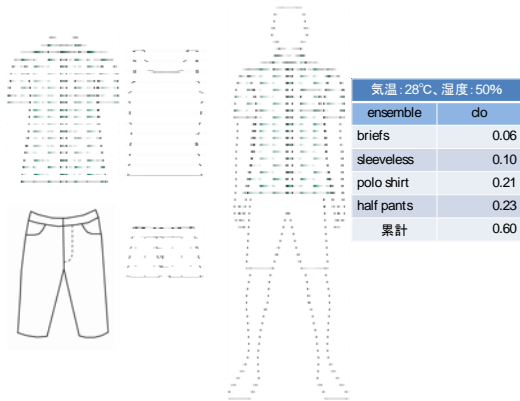 気温:28℃、湿度:50%
ensemble clo
briefs 0.06
sleeveless 0.10
polo shirt 0.21
half pants 0.23
累計 0.60